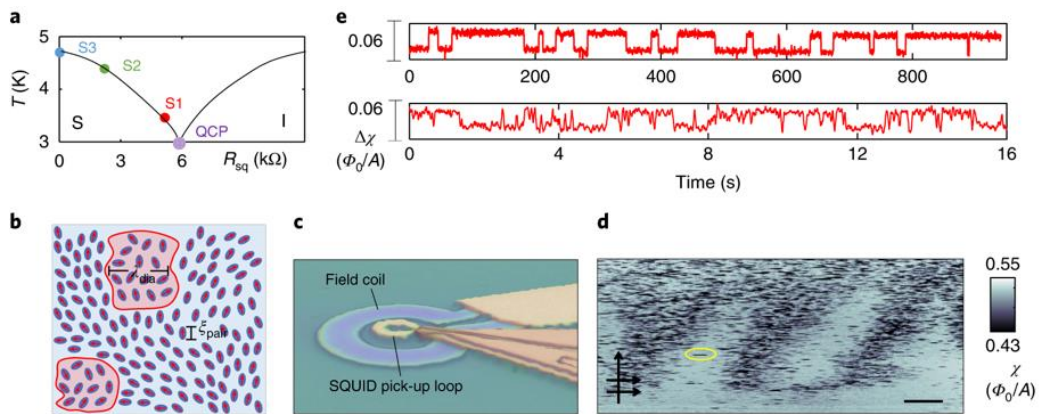 a
5
4
3
T (K)
S3
S2
S1
QCP
S
I
0 3 6 R_sq (kΩ)
e
0.06
0 200 400 600 800
0.06
Δχ
(Φ₀/A)
0 4 8 12 16
Time (s)
b
ξ_pair
c
Field coil
SQUID pick-up loop
d
0.55
0.43
χ
(Φ₀/A)